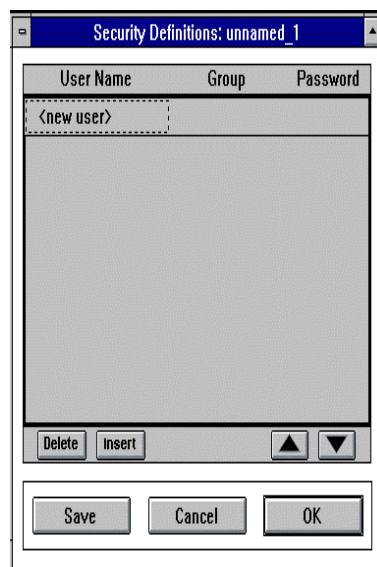 Security Definitions: unnamed_1
User Name Group Password
<new user>
Delete Insert
Save Cancel OK